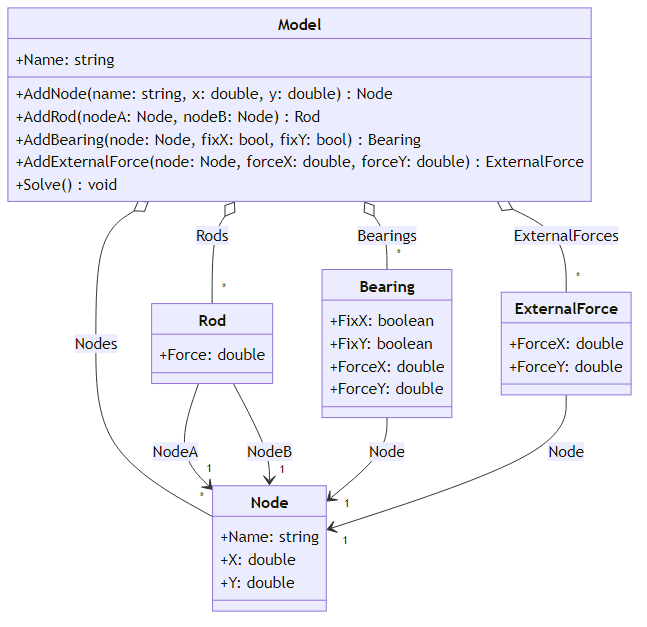 Model
+Name: string
+AddNode(name: string, x: double, y: double) : Node
+AddRod(nodeA: Node, nodeB: Node) : Rod
+AddBearing(node: Node, fixX: bool, fixY: bool) : Bearing
+AddExternalForce(node: Node, forceX: double, forceY: double) : ExternalForce
+Solve() : void
Rods
Bearings
ExternalForces
*
*
*
Rod
+Force: double
Bearing
+FixX: boolean
+FixY: boolean
+ForceX: double
+ForceY: double
ExternalForce
+ForceX: double
+ForceY: double
Nodes
NodeA
NodeB
Node
Node
*
1
1
1
1
Node
+Name: string
+X: double
+Y: double